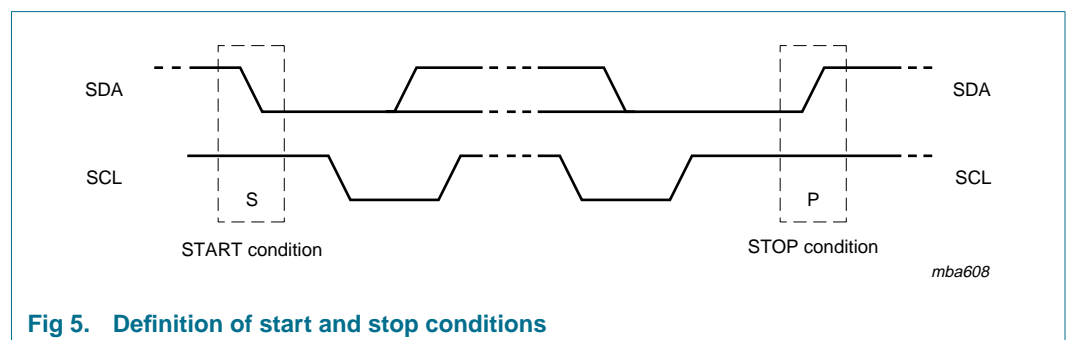 SDA SDA
SCL SCL
S P
START condition STOP condition
mba608
Fig 5. Definition of start and stop conditions